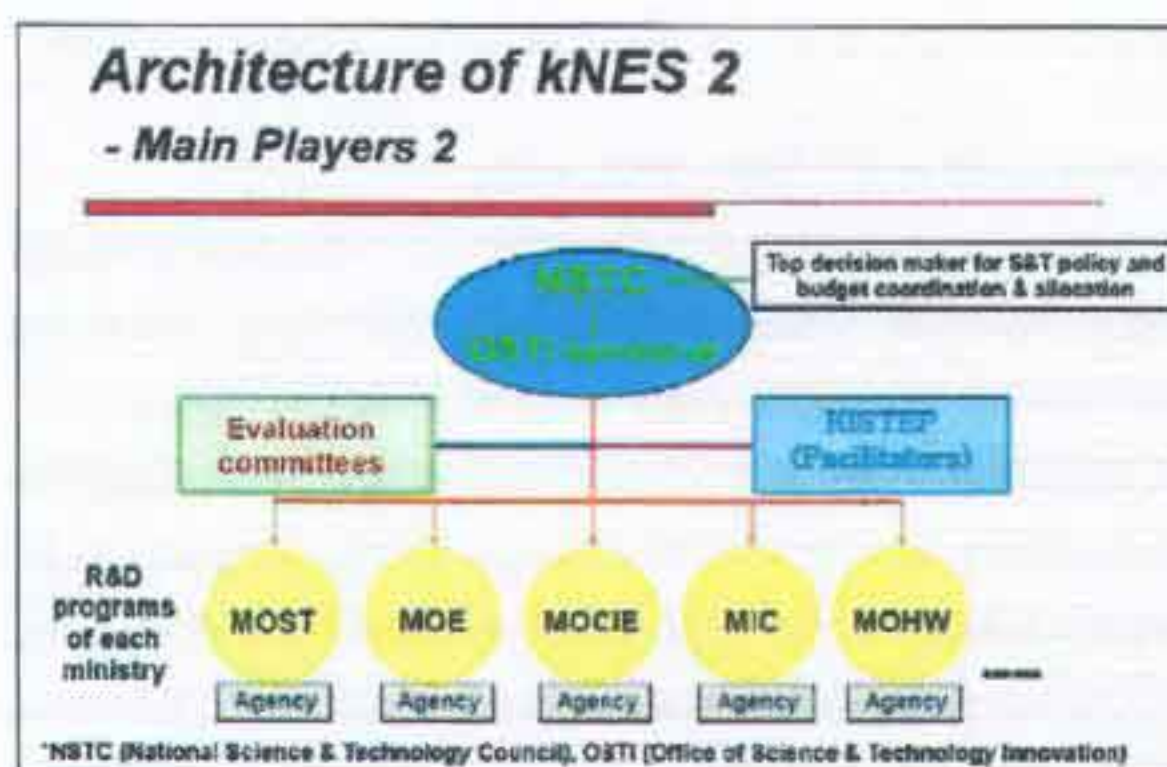 Architecture of kNES 2
- Main Players 2
NSTC
Top decision maker for S&T policy and
budget coordination & allocation
OSTI
Evaluation
committees
KISTEP
(Facilitators)
R&D
programs
of each
ministry
MOST
MOE
MOCIE
MIC
MOHW
Agency
Agency
Agency
Agency
Agency
*NSTC (National Science & Technology Council), OSTI (Office of Science & Technology Innovation)